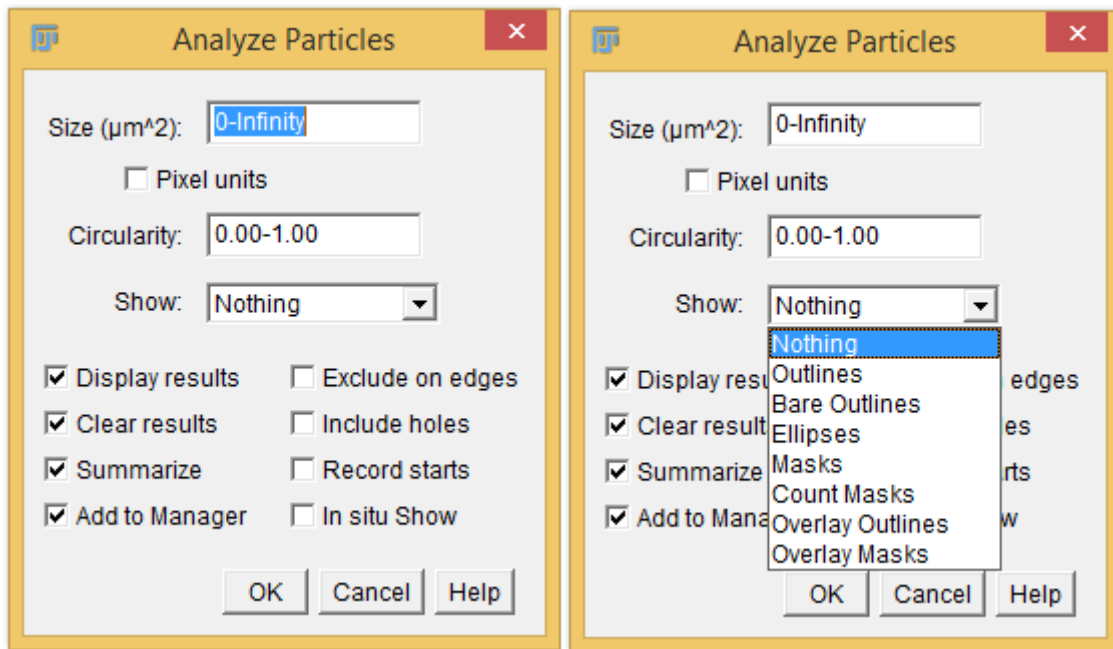 Analyze Particles
Size (µm^2): 0-Infinity
Pixel units
Circularity: 0.00-1.00
Show: Nothing
Display results Exclude on edges
Clear results Include holes
Summarize Record starts
Add to Manager In situ Show
OK Cancel Help
Analyze Particles
Size (µm^2): 0-Infinity
Pixel units
Circularity: 0.00-1.00
Show: Nothing
Nothing
Outlines
Bare Outlines
Ellipses
Masks
Count Masks
Overlay Outlines
Overlay Masks
Display resu edges
Clear result es
Summarize rts
Add to Mana w
OK Cancel Help